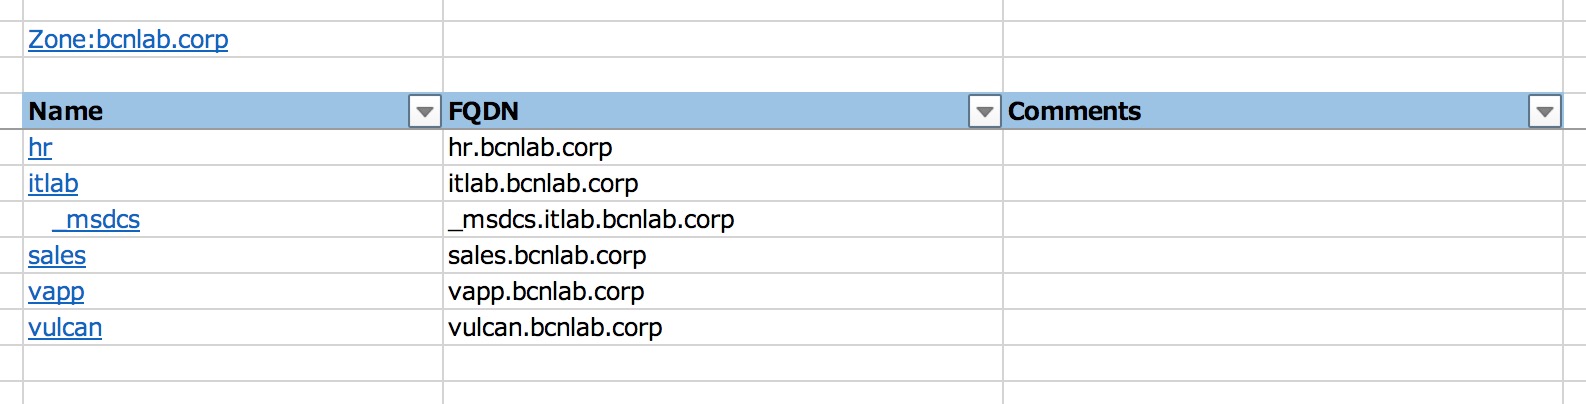 Zone:bcnlab.corp
Name FQDN Comments
hr hr.bcnlab.corp
itlab itlab.bcnlab.corp
_msdcs _msdcs.itlab.bcnlab.corp
sales sales.bcnlab.corp
vapp vapp.bcnlab.corp
vulcan vulcan.bcnlab.corp